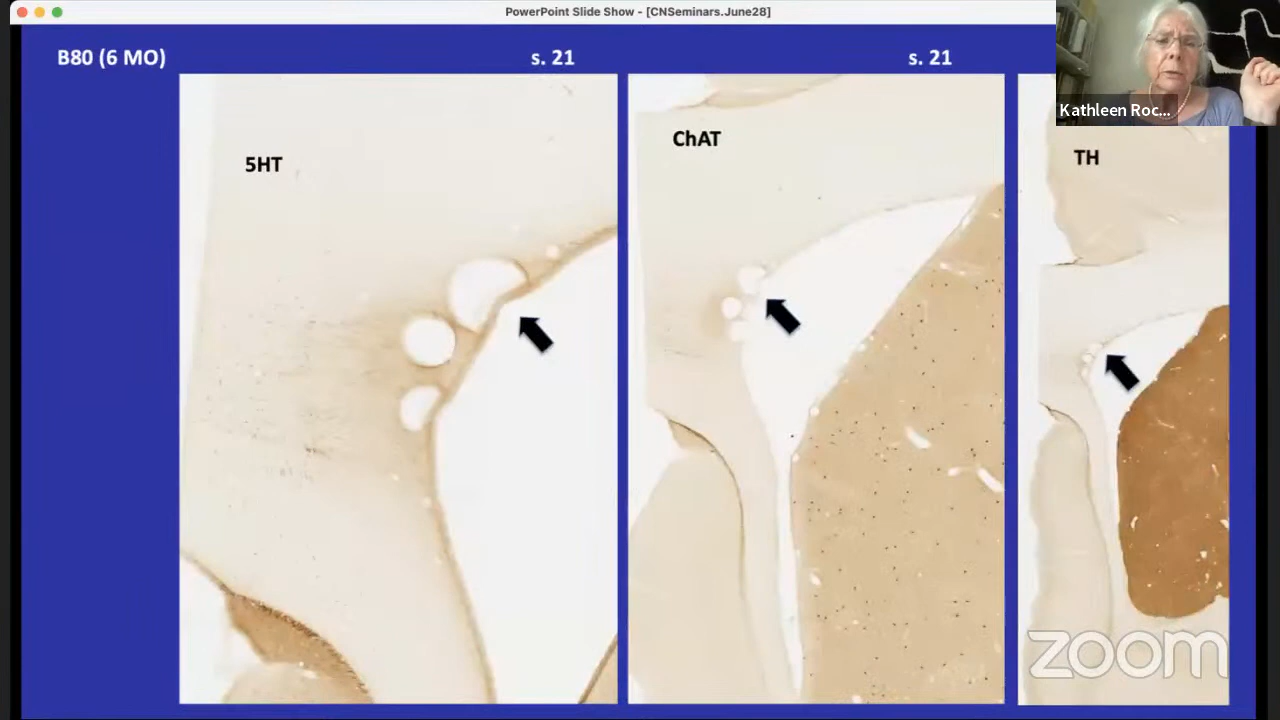 PowerPoint Slide Show - [CNSeminars.June28]
B80 (6 MO)
s. 21
s. 21
5HT
ChAT
TH
Kathleen Roc...
zoom